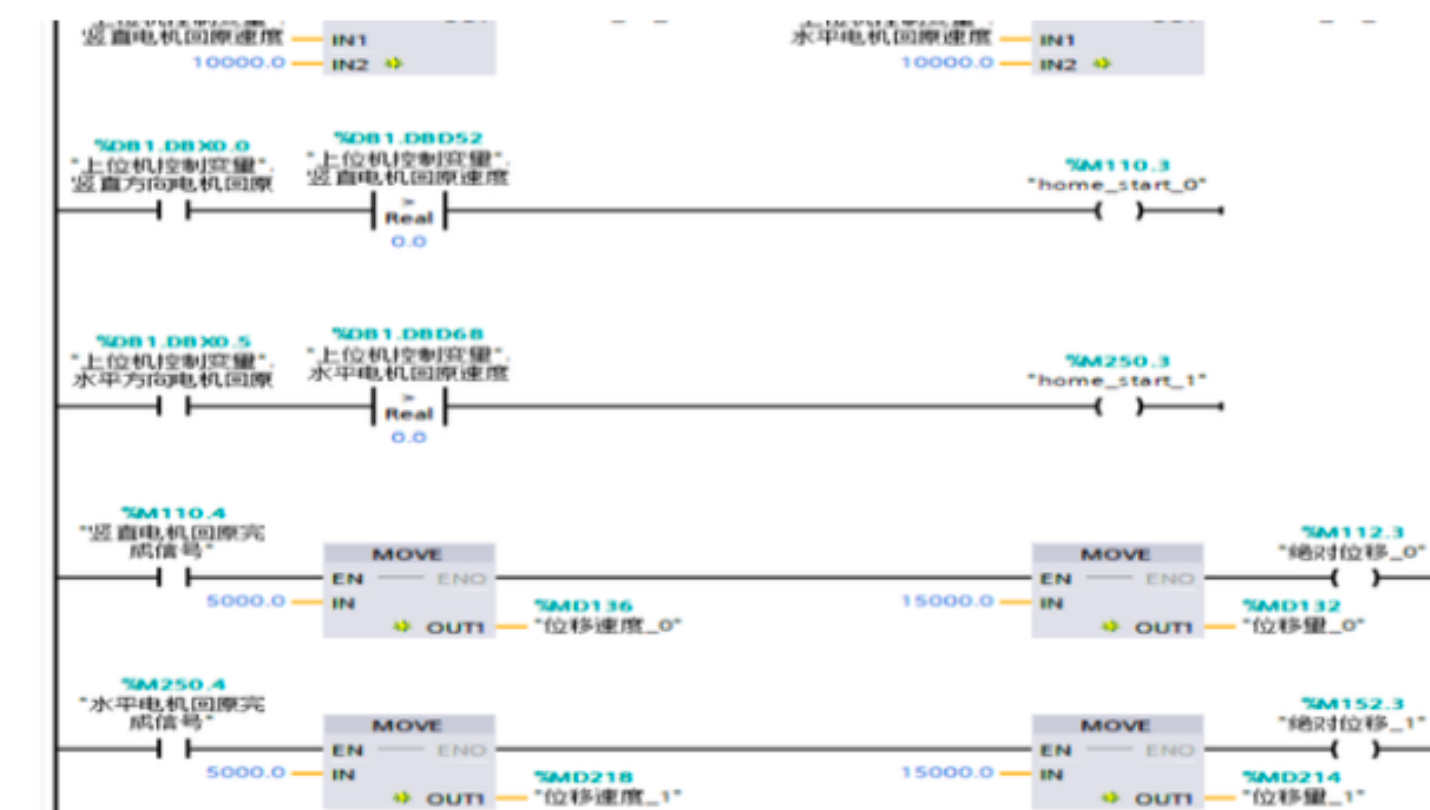 竖直电机回原速度
IN1
10000.0
IN2
水平电机回原速度
IN1
10000.0
IN2
%DB1.DBX0.0
"上位机控制变量".
竖直方向电机回原
%DB1.DBD52
"上位机控制变量".
竖直电机回原速度
>
Real
0.0
%M110.3
"home_start_0"
%DB1.DBX0.5
"上位机控制变量".
水平方向电机回原
%DB1.DBD68
"上位机控制变量".
水平电机回原速度
>
Real
0.0
%M250.3
"home_start_1"
%M110.4
"竖直电机回原完
成信号"
MOVE
EN
ENO
5000.0
IN
OUT1
%MD136
"位移速度_0"
MOVE
EN
ENO
15000.0
IN
OUT1
%MD132
"位移量_0"
%M112.3
"绝对位移_0"
%M250.4
"水平电机回原完
成信号"
MOVE
EN
ENO
5000.0
IN
OUT1
%MD218
"位移速度_1"
MOVE
EN
ENO
15000.0
IN
OUT1
%MD214
"位移量_1"
%M152.3
"绝对位移_1"